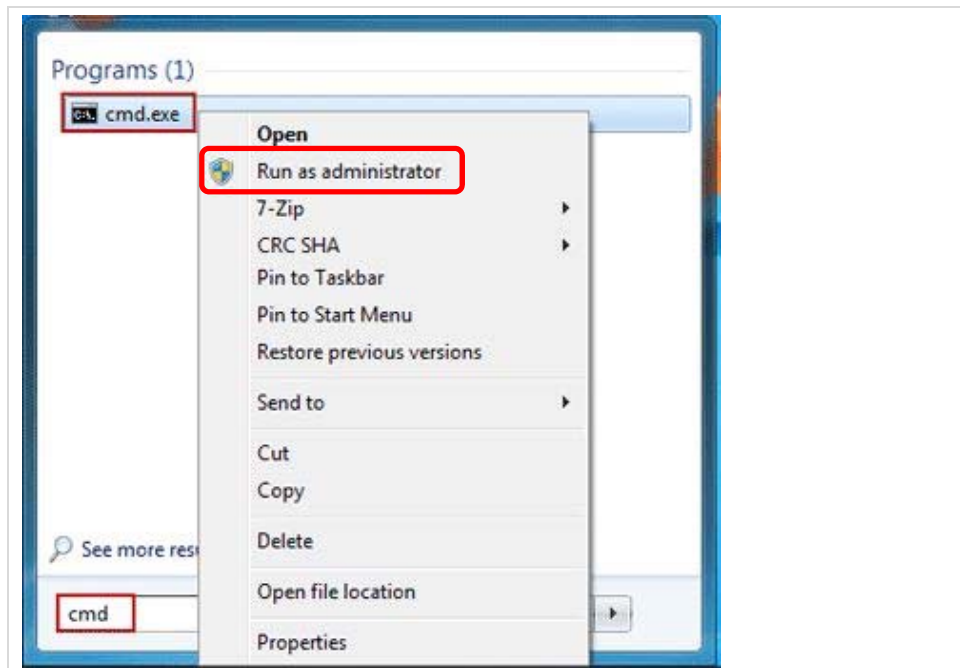 Programs (1)
cmd.exe
Open
Run as administrator
7-Zip
CRC SHA
Pin to Taskbar
Pin to Start Menu
Restore previous versions
Send to
Cut
Copy
Delete
See more
Open file location
cmd
Properties